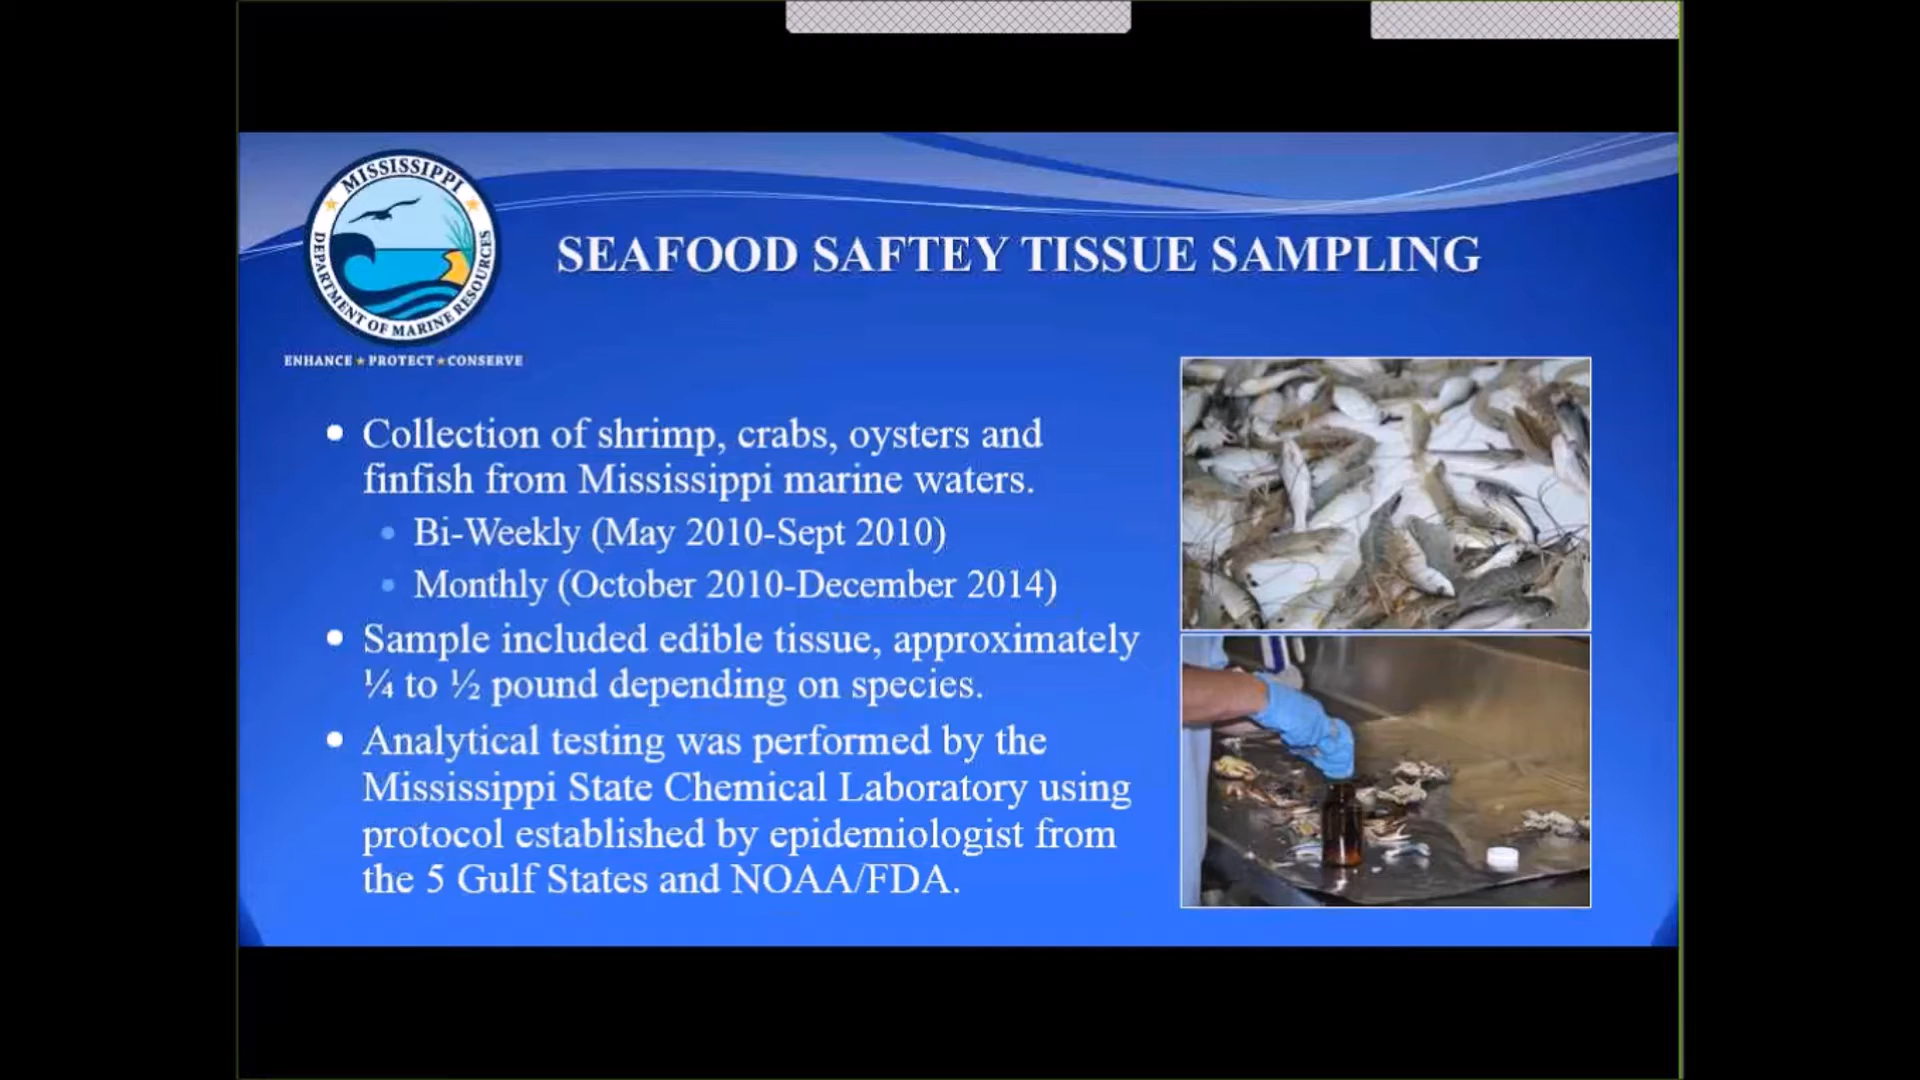 MISSISSIPPI
DEPARTMENT OF MARINE RESOURCES
ENHANCE★PROTECT★CONSERVE
SEAFOOD SAFTEY TISSUE SAMPLING
• Collection of shrimp, crabs, oysters and
finfish from Mississippi marine waters.
• Bi-Weekly (May 2010-Sept 2010)
• Monthly (October 2010-December 2014)
• Sample included edible tissue, approximately
¼ to ½ pound depending on species.
• Analytical testing was performed by the
Mississippi State Chemical Laboratory using
protocol established by epidemiologist from
the 5 Gulf States and NOAA/FDA.